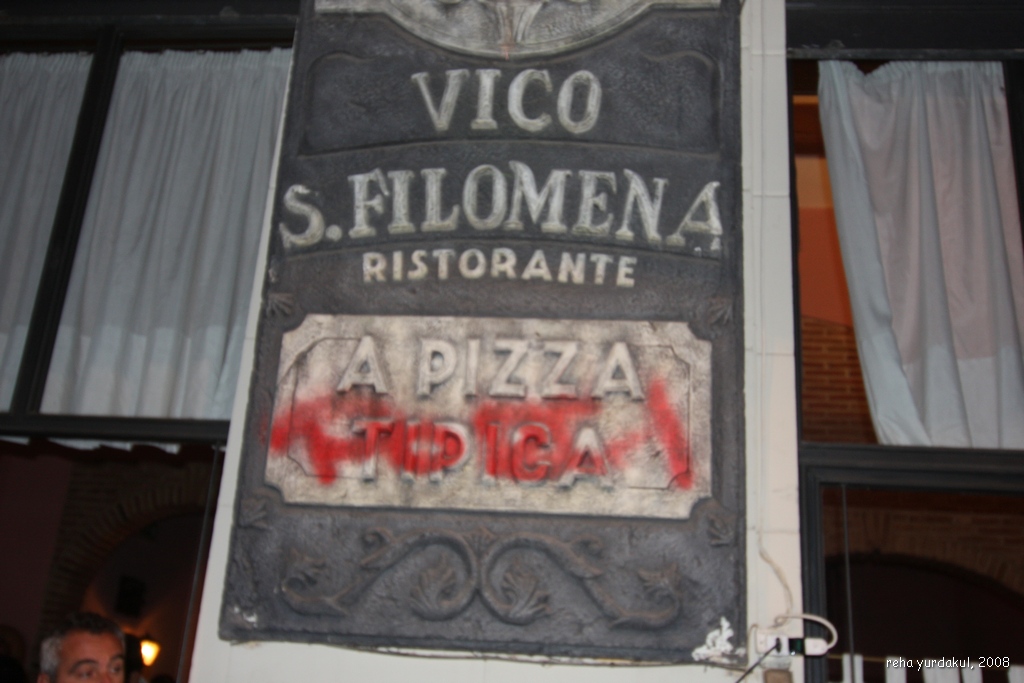 VICO
S. FILOMENA
RISTORANTE
A PIZZA
TIPICA
reha yurdakul, 2008